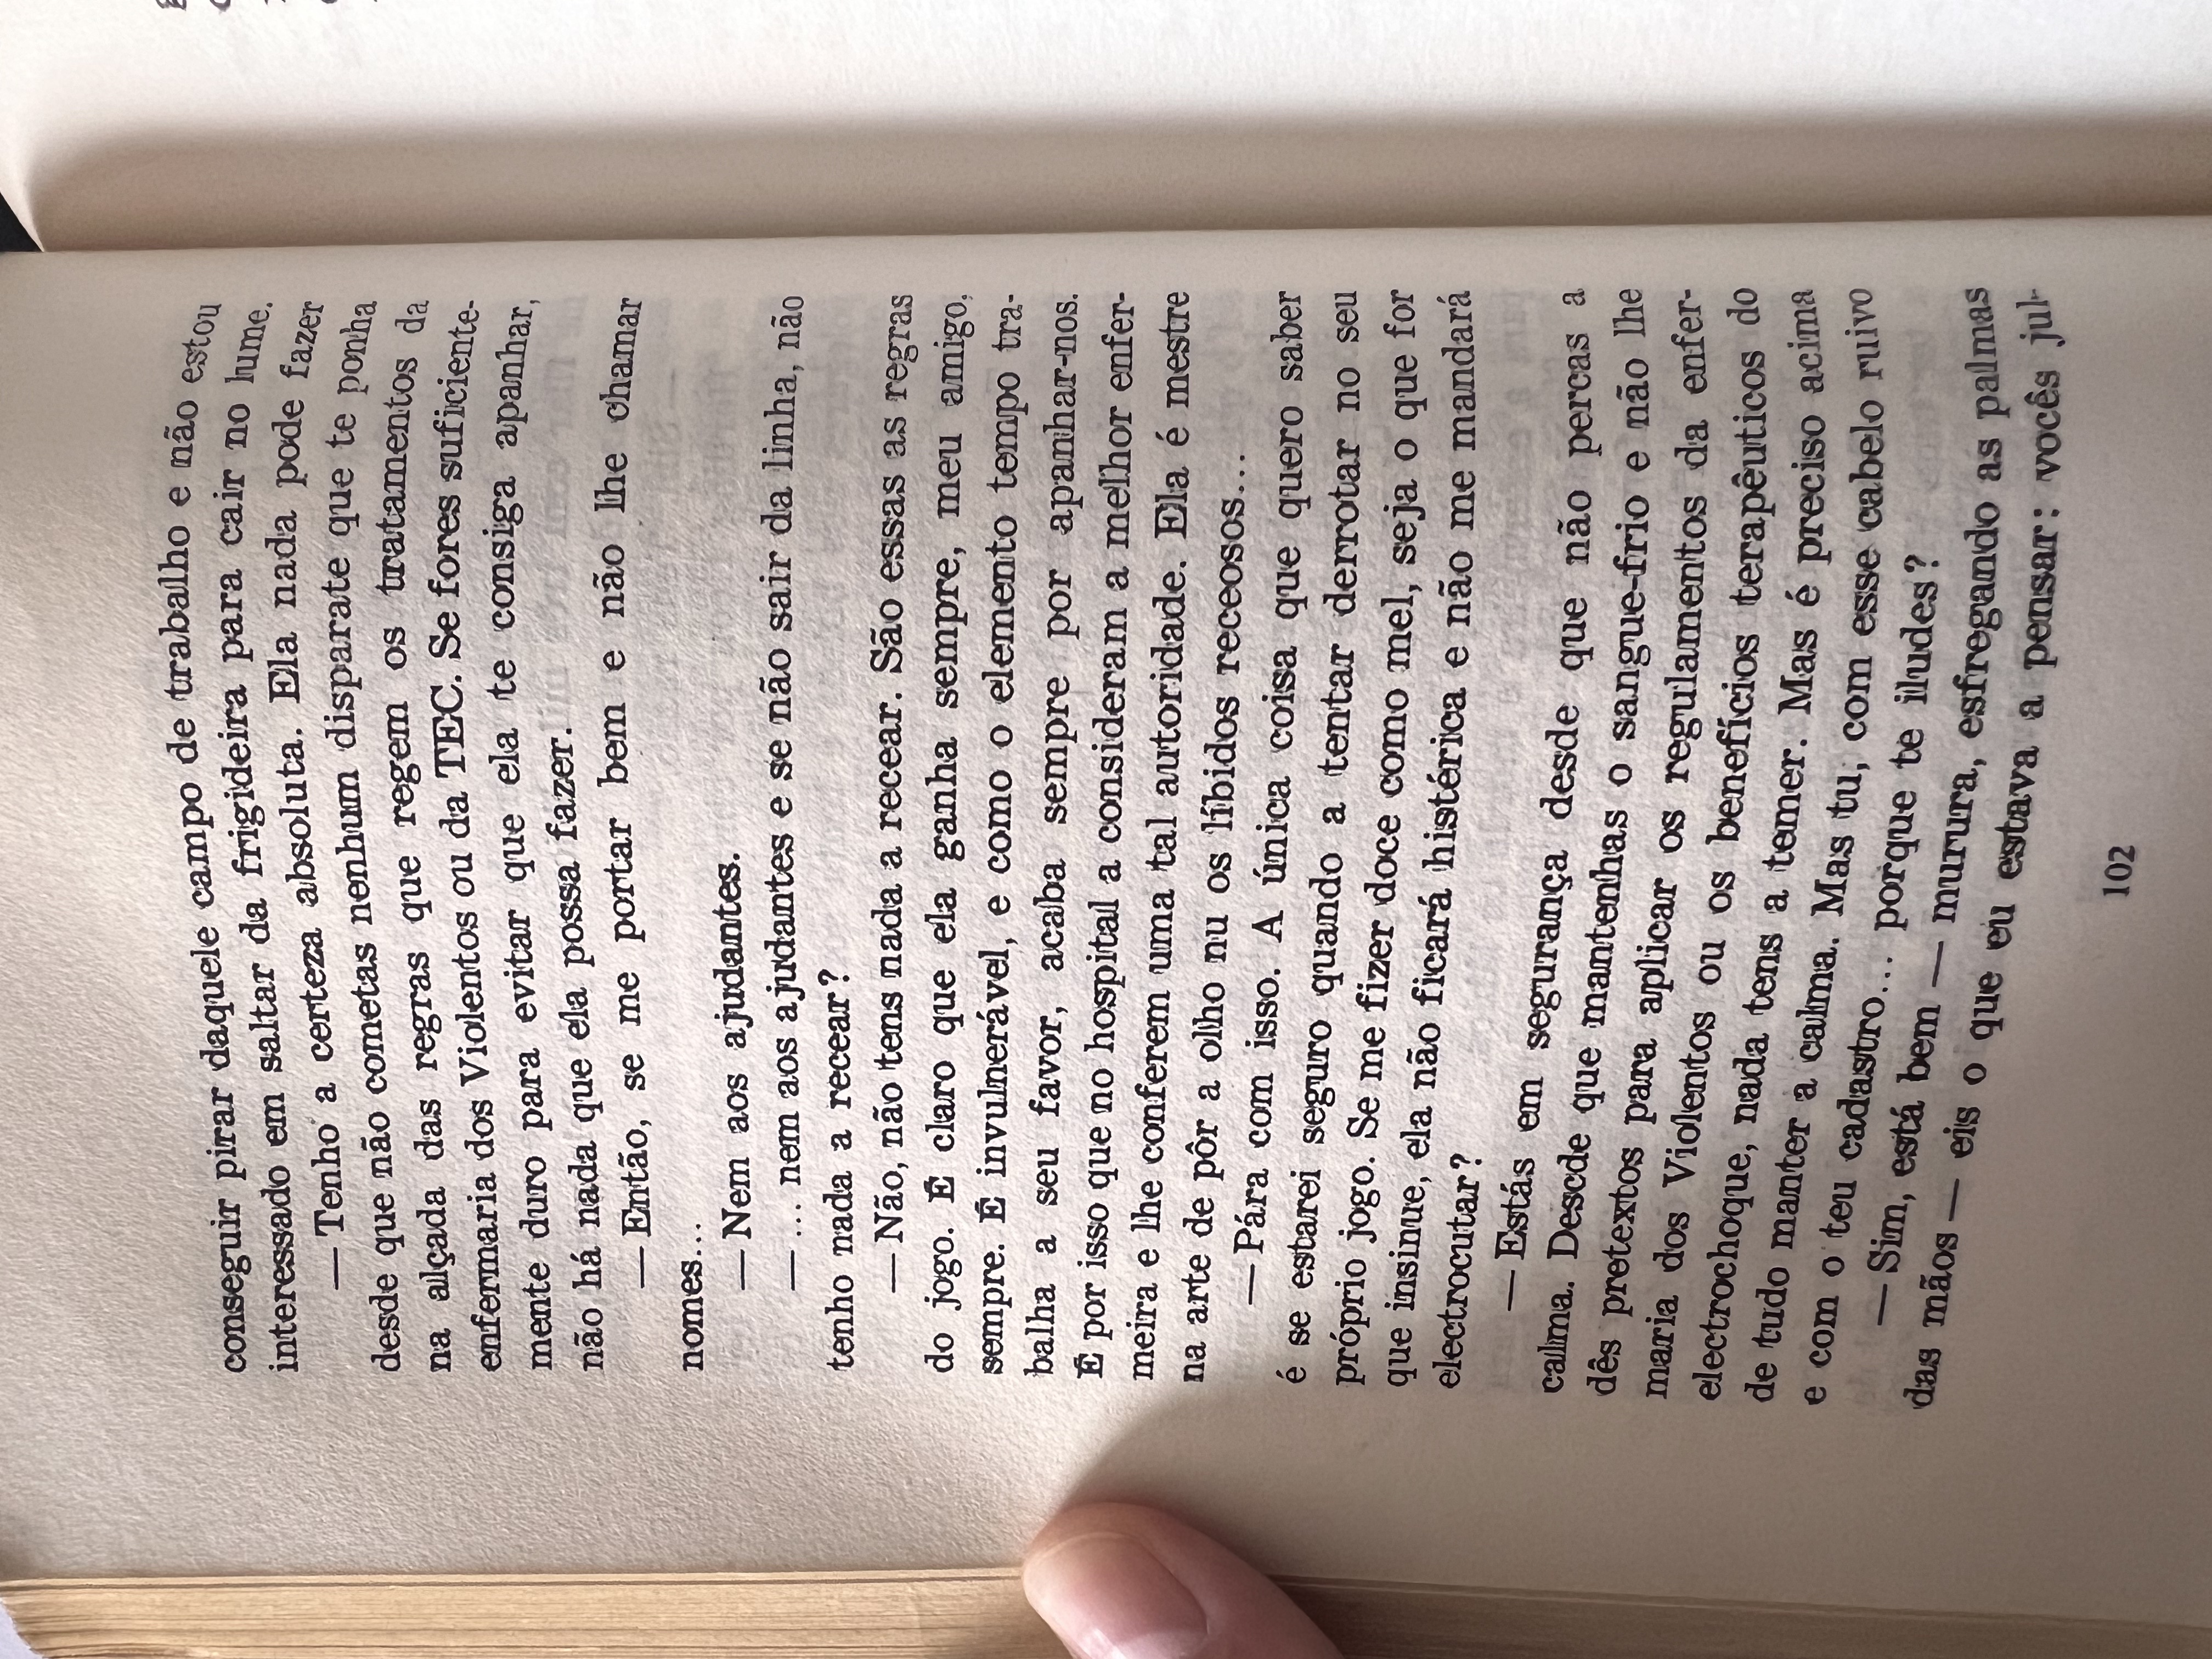 conseguir pirar daquele campo de trabalho e não estou
interessado em saltar da frigideira para cair no lume.
— Tenho a certeza absoluta. Ela nada pode fazer
desde que não cometas nenhum disparate que te ponha
na alçada das regras que regem os tratamentos da
enfermaria dos Violentos ou da TEC. Se fores suficiente-
mente duro para evitar que ela te consiga apanhar,
não há nada que ela possa fazer.
— Então, se me portar bem e não lhe chamar
nomes...
— Nem aos ajudantes.
— ... nem aos ajudantes e se não sair da linha, não
tenho nada a recear?
— Não, não tens nada a recear. São essas as regras
do jogo. É claro que ela ganha sempre, meu amigo,
sempre. É invulnerável, e como o elemento tempo tra-
balha a seu favor, acaba sempre por apanhar-nos.
É por isso que no hospital a consideram a melhor enfer-
meira e lhe conferem uma tal autoridade. Ela é mestre
na arte de pôr a olho nu os líbidos receosos...
— Pára com isso. A única coisa que quero saber
é se estarei seguro quando a tentar derrotar no seu
próprio jogo. Se me fizer doce como mel, seja o que for
que insinue, ela não ficará histérica e não me mandará
electrocutar?
— Estás em segurança desde que não percas a
calma. Descde que mantenhas o sangue-frio e não lhe
dês pretextos para aplicar os regulamentos da enfer-
maria dos Violentos ou os benefícios terapêuticos do
electrochoque, nada tens a temer. Mas é preciso acima
de tudo manter a calma. Mas tu, com esse cabelo ruivo
e com o teu cadastro... porque te iludes?
— Sim, está bem — murura, esfregando as palmas
das mãos — eis o que eu estava a pensar: vocês jul-
102